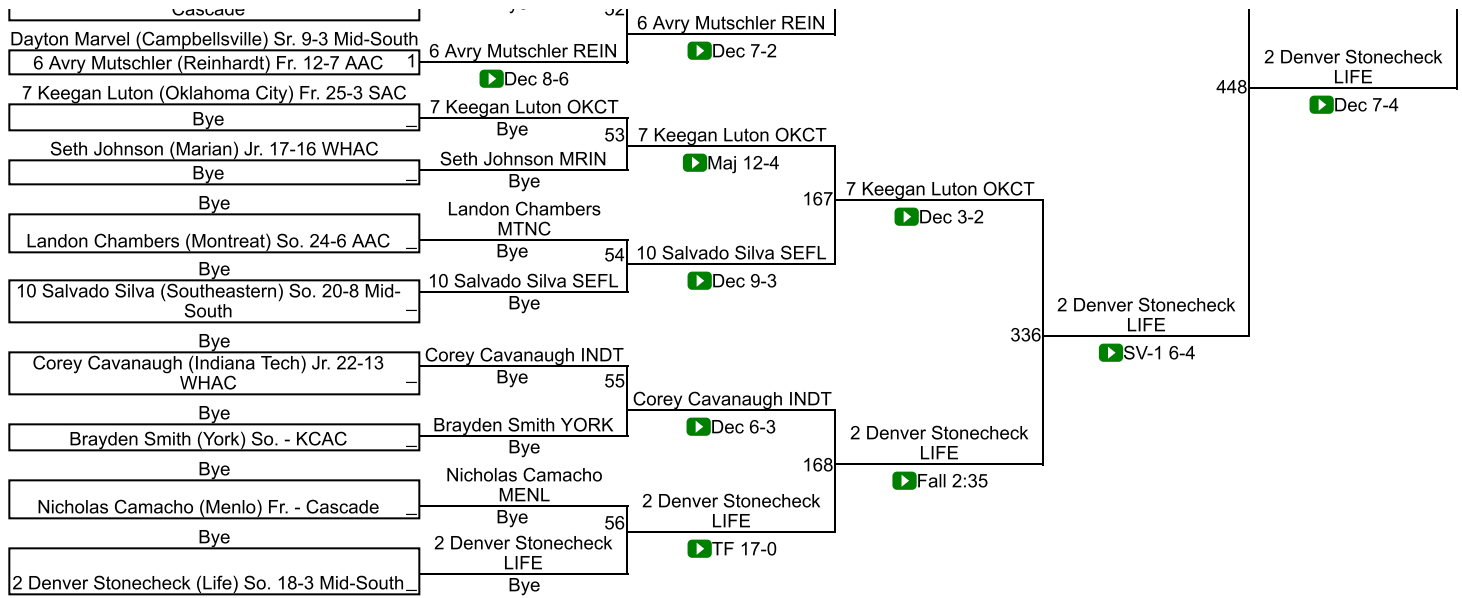 Cascade
52
6 Avry Mutschler REIN
Dec 7-2
Dayton Marvel (Campbellsville) Sr. 9-3 Mid-South
6 Avry Mutschler (Reinhardt) Fr. 12-7 AAC 1
6 Avry Mutschler REIN
Dec 8-6
2 Denver Stonecheck
LIFE
448
Dec 7-4
7 Keegan Luton (Oklahoma City) Fr. 25-3 SAC
Bye _
7 Keegan Luton OKCT
Bye
53
7 Keegan Luton OKCT
Maj 12-4
Seth Johnson (Marian) Jr. 17-16 WHAC
Bye _
Seth Johnson MRIN
Bye
167
7 Keegan Luton OKCT
Dec 3-2
Bye
Landon Chambers (Montreat) So. 24-6 AAC _
Landon Chambers
MTNC
Bye
54
10 Salvado Silva SEFL
Dec 9-3
Bye
10 Salvado Silva (Southeastern) So. 20-8 Mid-
South _
10 Salvado Silva SEFL
Bye
336
2 Denver Stonecheck
LIFE
SV-1 6-4
Bye
Corey Cavanaugh (Indiana Tech) Jr. 22-13
WHAC _
Corey Cavanaugh INDT
Bye
55
Corey Cavanaugh INDT
Dec 6-3
Bye
Brayden Smith (York) So. - KCAC _
Brayden Smith YORK
Bye
168
2 Denver Stonecheck
LIFE
Fall 2:35
Bye
Nicholas Camacho (Menlo) Fr. - Cascade _
Nicholas Camacho
MENL
Bye
56
2 Denver Stonecheck
LIFE
TF 17-0
Bye
2 Denver Stonecheck (Life) So. 18-3 Mid-South _
2 Denver Stonecheck
LIFE
Bye